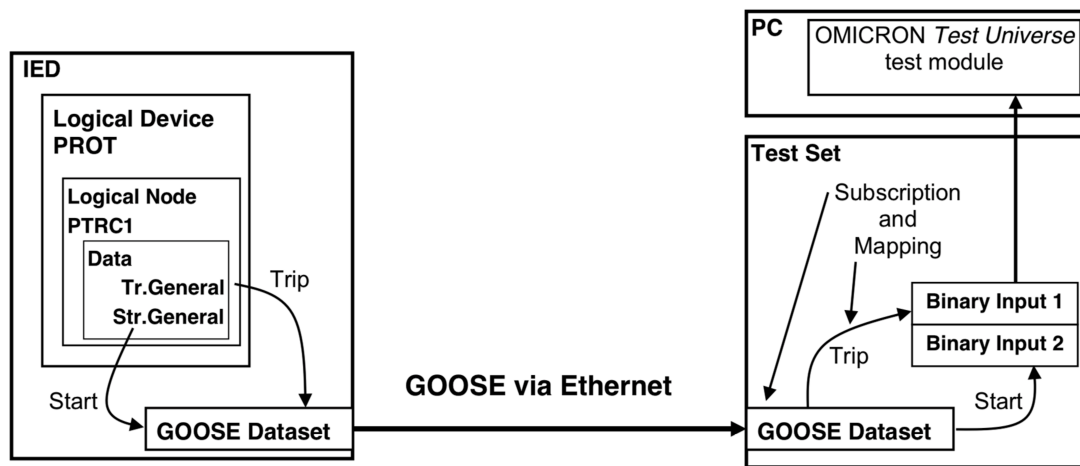 IED
Logical Device
PROT
Logical Node
PTRC1
Data
Tr.General
Str.General
Trip
Start
GOOSE Dataset
GOOSE via Ethernet
PC
OMICRON Test Universe
test module
Test Set
Subscription
and
Mapping
Binary Input 1
Binary Input 2
Trip
Start
GOOSE Dataset